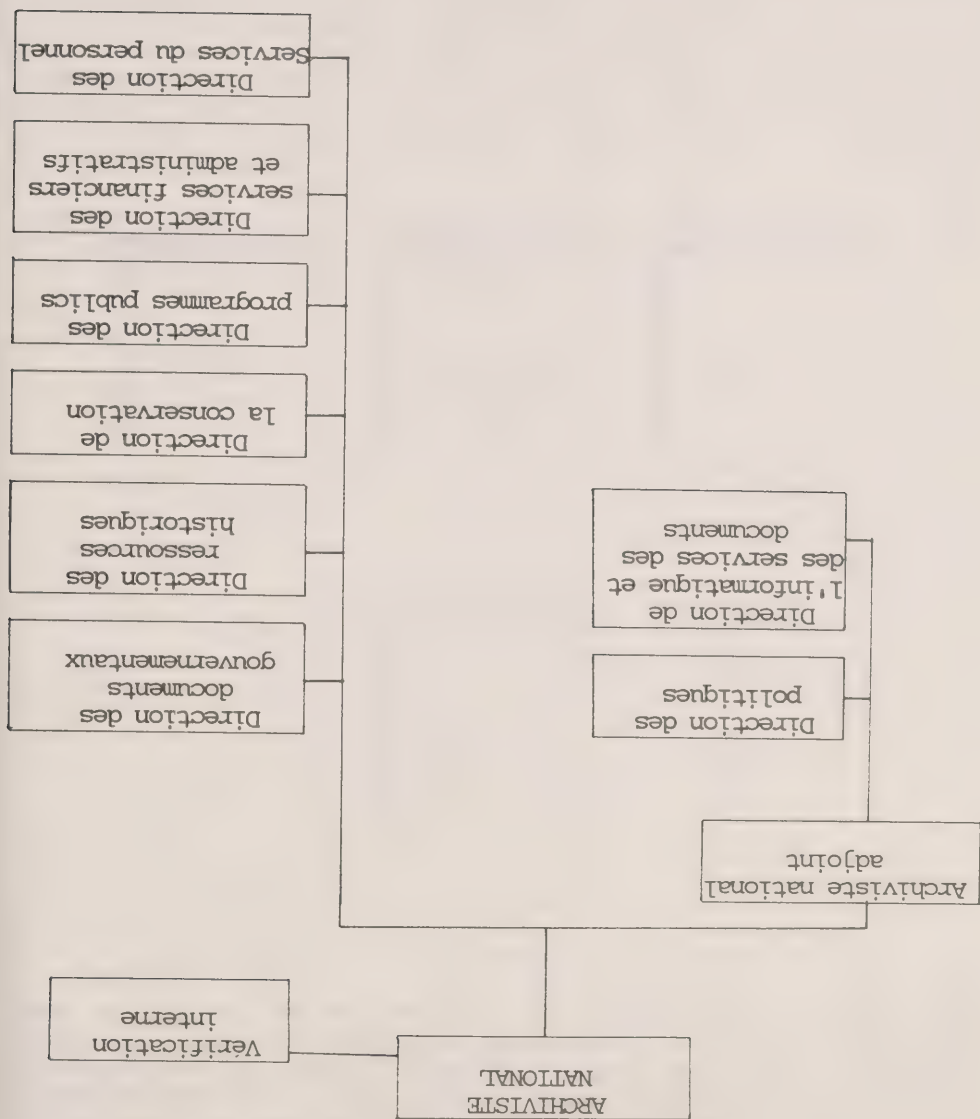 ARCHIVISTE
NATIONAL
Vérification
interne
Archiviste national
adjoint
Direction des
politiques
Direction de
l'informatique et
des services des
documents
Direction des
documents
gouvernementaux
Direction des
ressources
historiques
Direction de
la conservation
Direction des
programmes publics
Direction des
services financiers
et administratifs
Direction des
Services du personnel